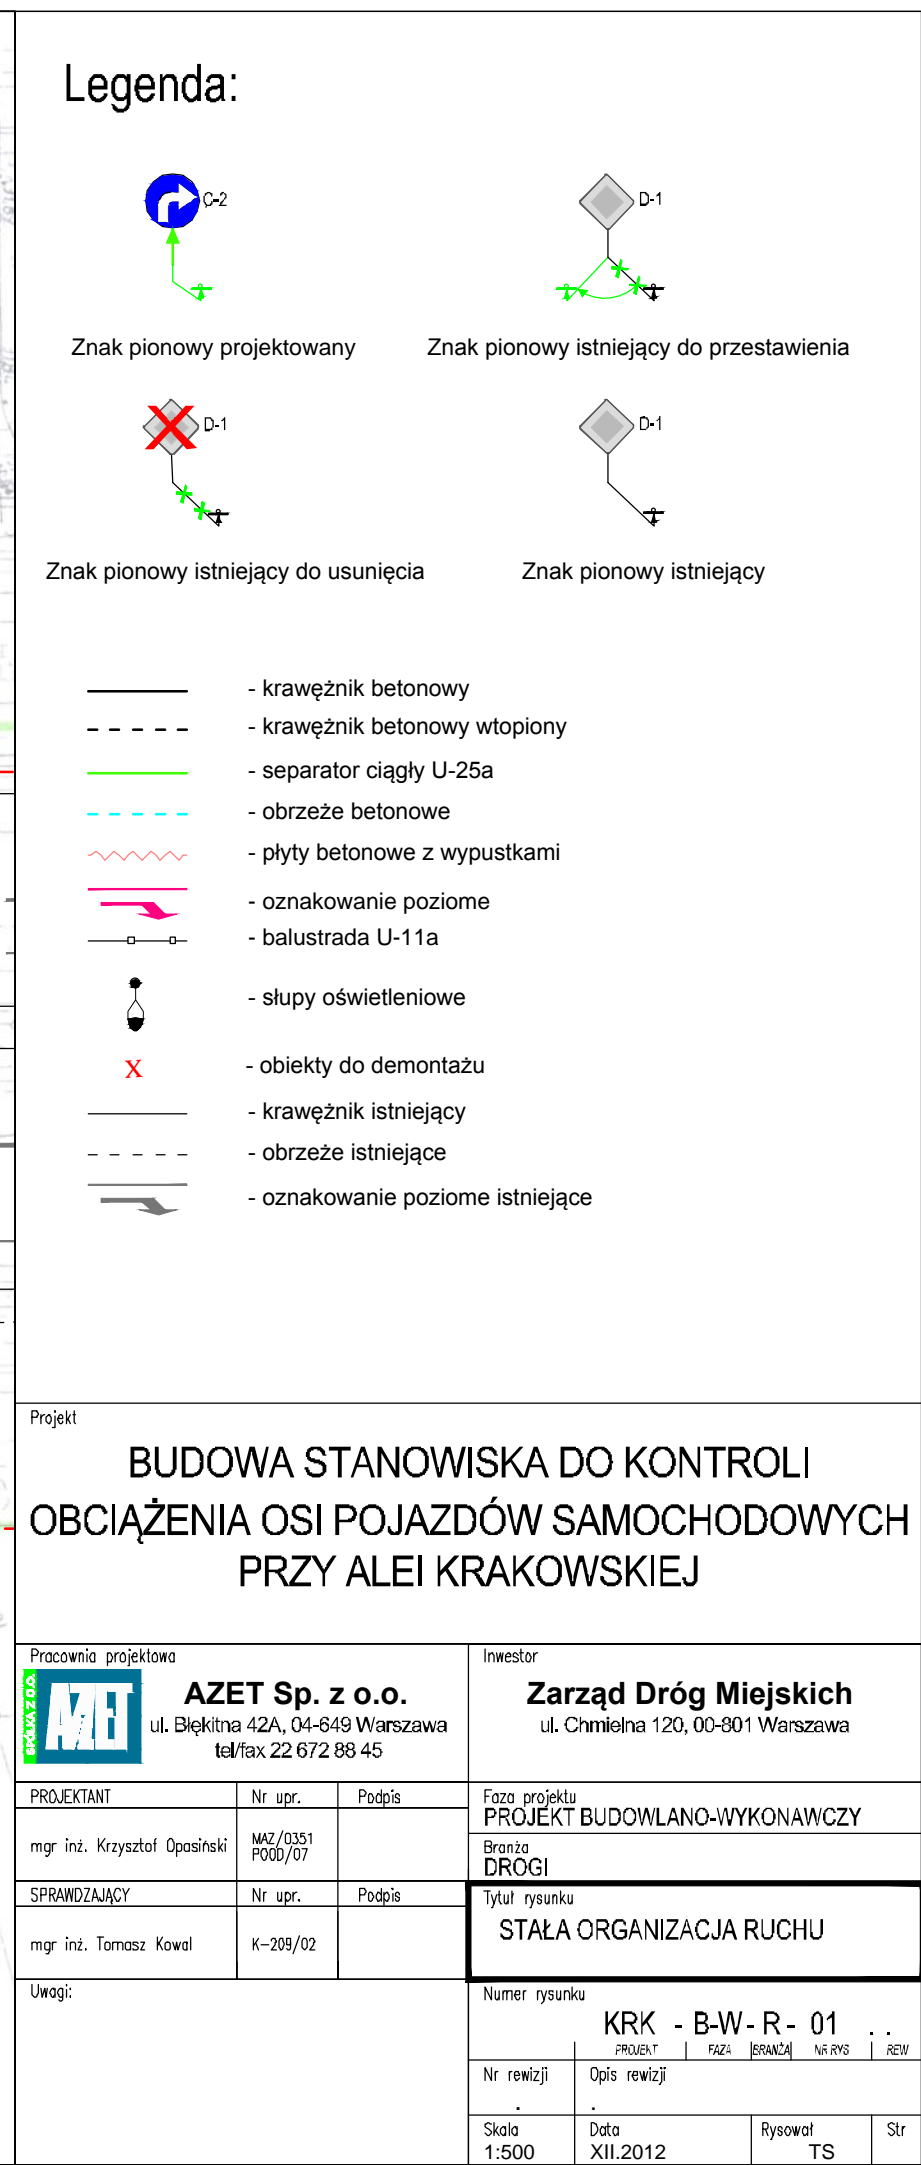 Legenda:
C-2
D-1
Znak pionowy projektowany
Znak pionowy istniejący do przestawienia
D-1
D-1
Znak pionowy istniejący do usunięcia
Znak pionowy istniejący
- krawężnik betonowy
- krawężnik betonowy wtopiony
- separator ciągły U-25a
- obrzeże betonowe
- płyty betonowe z wypustkami
- oznakowanie poziome
- balustrada U-11a
- słupy oświetleniowe
X - obiekty do demontażu
- krawężnik istniejący
- obrzeże istniejące
- oznakowanie poziome istniejące
Projekt
BUDOWA STANOWISKA DO KONTROLI
OBCIĄŻENIA OSI POJAZDÓW SAMOCHODOWYCH
PRZY ALEI KRAKOWSKIEJ
Pracownia projektowa
SPÓŁKA Z O.O.
AZET
AZET Sp. z o.o.
ul. Błękitna 42A, 04-649 Warszawa
tel/fax 22 672 88 45
Inwestor
Zarząd Dróg Miejskich
ul. Chmielna 120, 00-801 Warszawa
PROJEKTANT
Nr upr.
Podpis
mgr inż. Krzysztof Opasiński
MAZ/0351
POOD/07
Faza projektu
PROJEKT BUDOWLANO-WYKONAWCZY
Branża
DROGI
SPRAWDZAJĄCY
Nr upr.
Podpis
mgr inż. Tomasz Kowal
K-209/02
Tytuł rysunku
STAŁA ORGANIZACJA RUCHU
Uwagi:
Numer rysunku
KRK - B-W - R - 01 . .
PROJEKT FAZA BRANŻA NR RYS REW
Nr rewizji
.
Opis rewizji
.
Skala
1:500
Data
XII.2012
Rysował
TS
Str